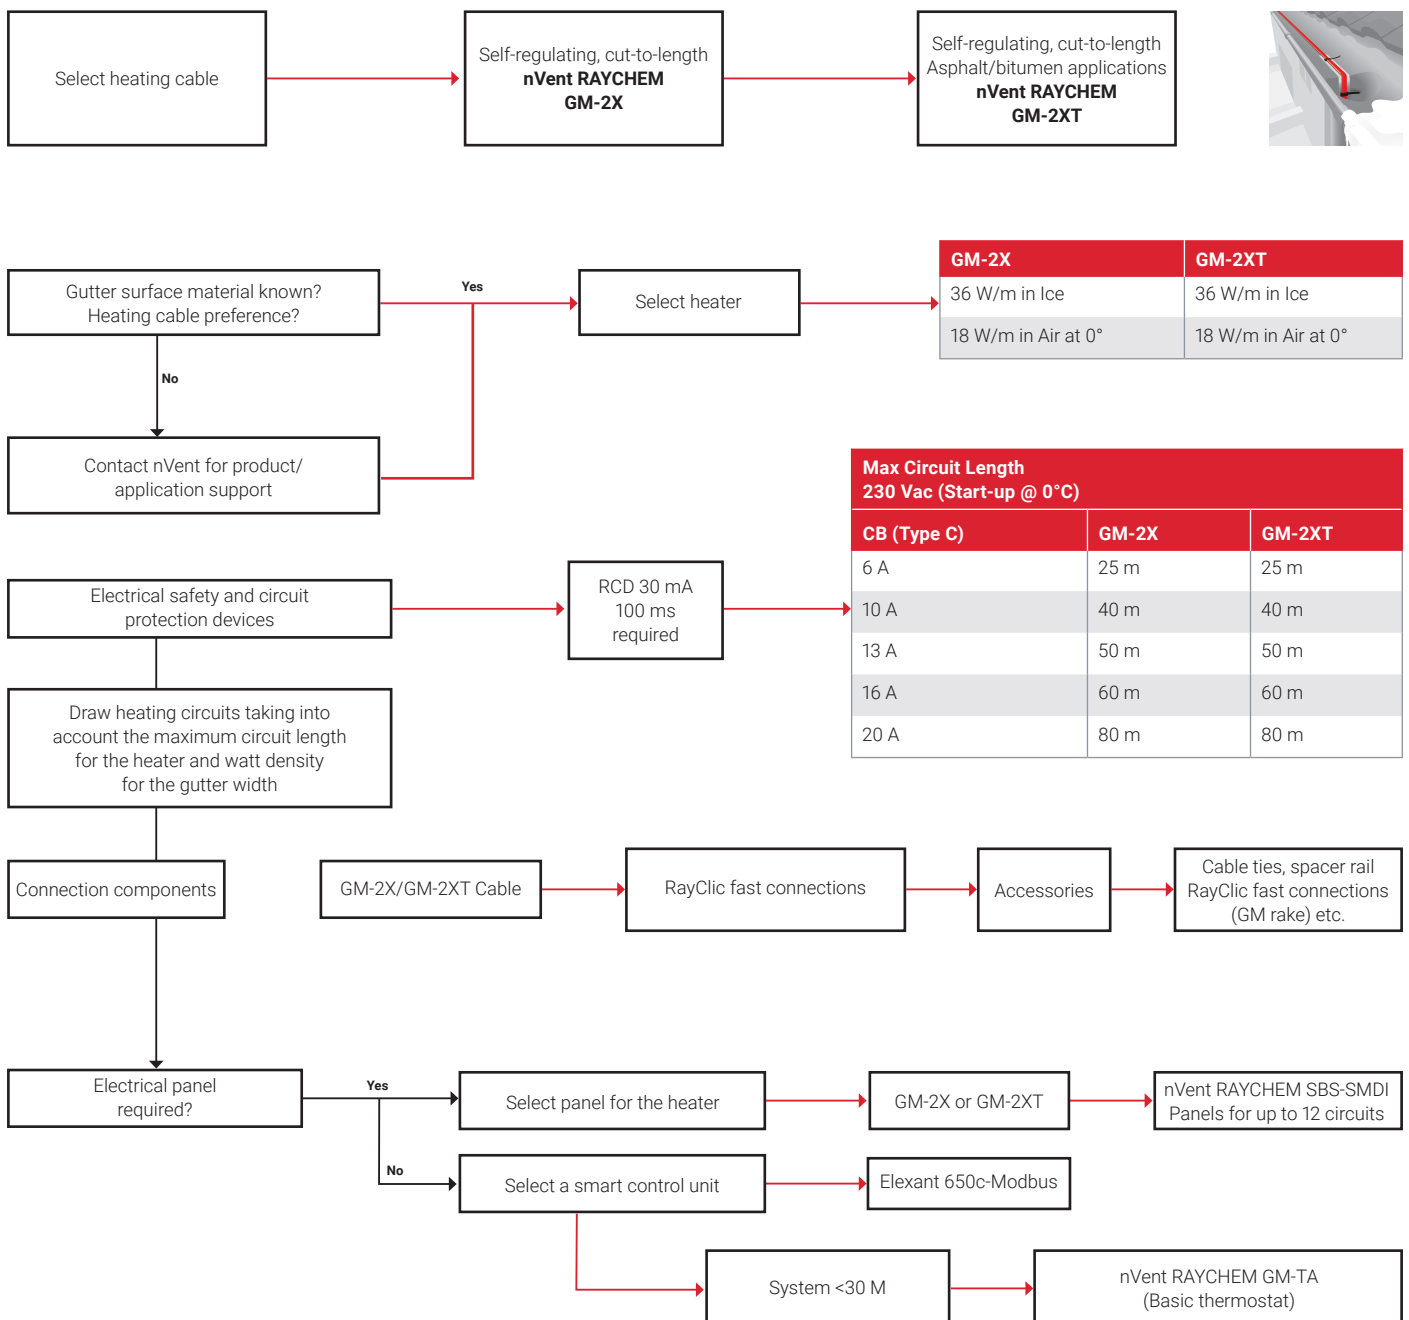 Select heating cable
Self-regulating, cut-to-length
nVent RAYCHEM
GM-2X
Self-regulating, cut-to-length
Asphalt/bitumen applications
nVent RAYCHEM
GM-2XT
Gutter surface material known?
Heating cable preference?
Yes
Select heater
GM-2X GM-2XT
36 W/m in Ice 36 W/m in Ice
18 W/m in Air at 0° 18 W/m in Air at 0°
No
Contact nVent for product/
application support
Max Circuit Length
230 Vac (Start-up @ 0°C)
CB (Type C) GM-2X GM-2XT
6 A 25 m 25 m
10 A 40 m 40 m
13 A 50 m 50 m
16 A 60 m 60 m
20 A 80 m 80 m
Electrical safety and circuit
protection devices
RCD 30 mA
100 ms
required
Draw heating circuits taking into
account the maximum circuit length
for the heater and watt density
for the gutter width
Connection components
GM-2X/GM-2XT Cable
RayClic fast connections
Accessories
Cable ties, spacer rail
RayClic fast connections
(GM rake) etc.
Electrical panel
required?
Yes
Select panel for the heater
GM-2X or GM-2XT
nVent RAYCHEM SBS-SMDI
Panels for up to 12 circuits
No
Select a smart control unit
Elexant 650c-Modbus
System <30 M
nVent RAYCHEM GM-TA
(Basic thermostat)